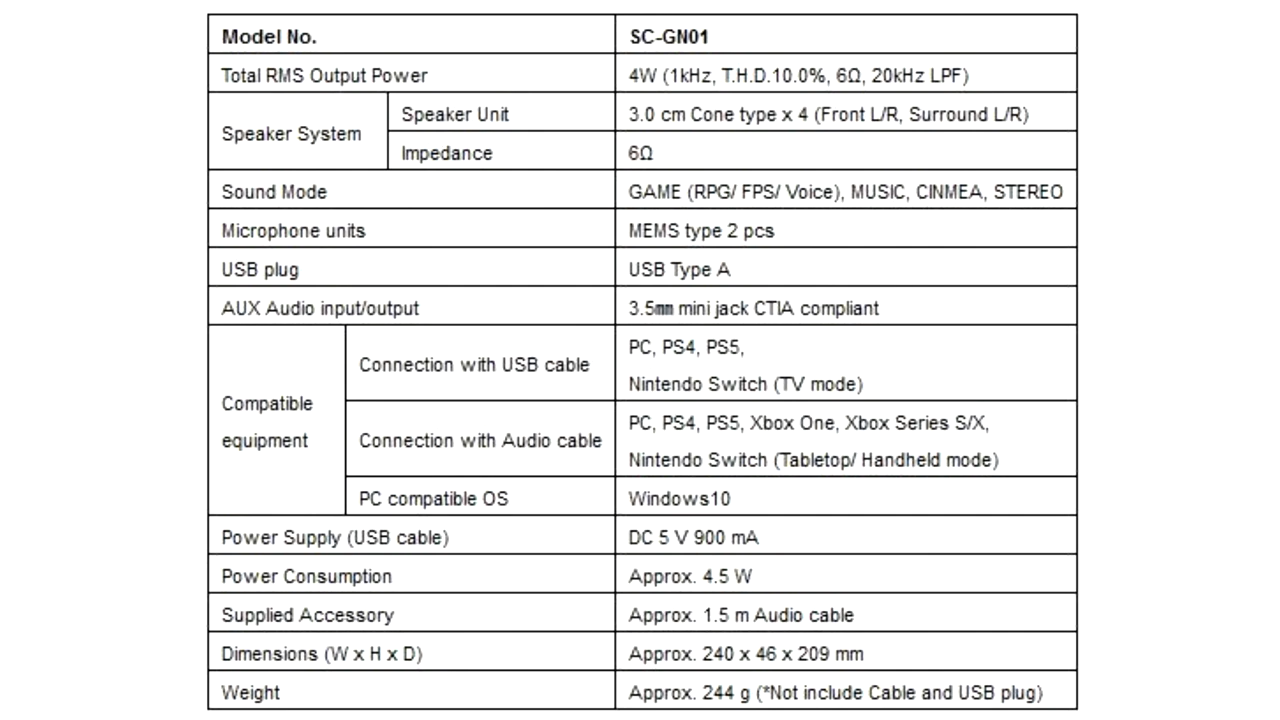 Model No. SC-GN01
Total RMS Output Power 4W (1kHz, T.H.D.10.0%, 6Ω, 20kHz LPF)
Speaker System
Speaker Unit 3.0 cm Cone type x 4 (Front L/R, Surround L/R)
Impedance 6Ω
Sound Mode GAME (RPG/ FPS/ Voice), MUSIC, CINMEA, STEREO
Microphone units MEMS type 2 pcs
USB plug USB Type A
AUX Audio input/output 3.5㎜ mini jack CTIA compliant
Compatible
equipment
Connection with USB cable PC, PS4, PS5,
Nintendo Switch (TV mode)
Connection with Audio cable PC, PS4, PS5, Xbox One, Xbox Series S/X,
Nintendo Switch (Tabletop/ Handheld mode)
PC compatible OS Windows10
Power Supply (USB cable) DC 5 V 900 mA
Power Consumption Approx. 4.5 W
Supplied Accessory Approx. 1.5 m Audio cable
Dimensions (W x H x D) Approx. 240 x 46 x 209 mm
Weight Approx. 244 g (*Not include Cable and USB plug)